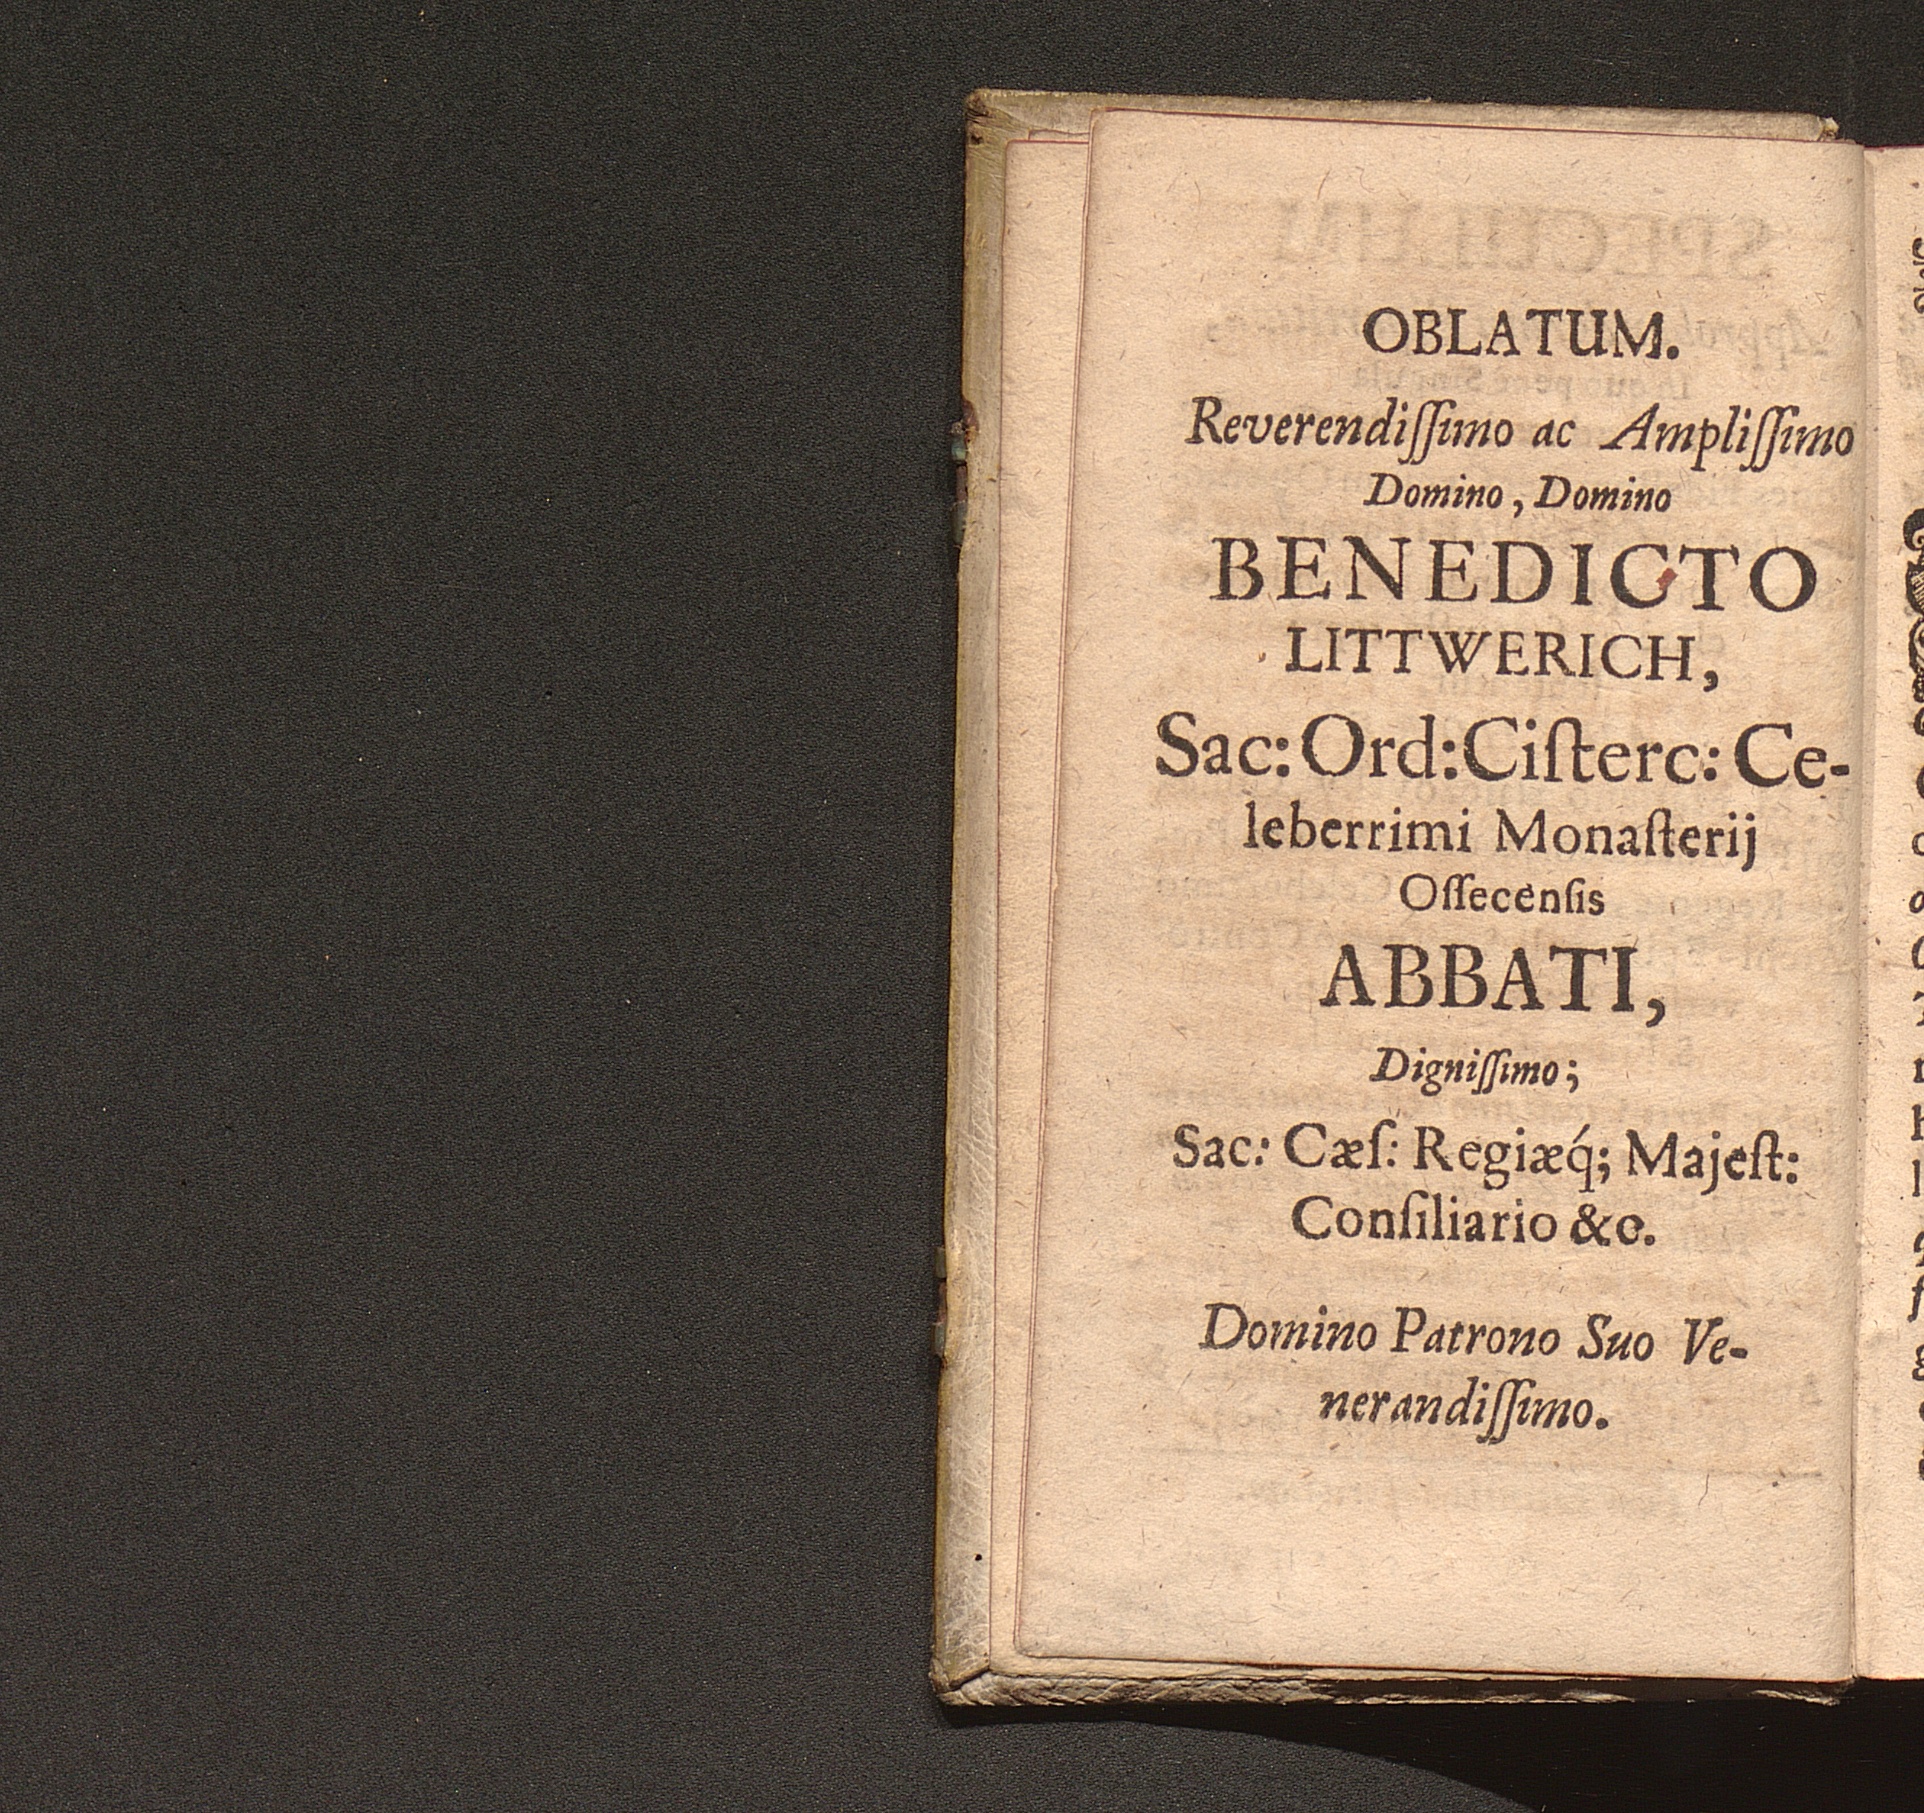 OBLATUM.
Reverendiſſimo ac Ampliſſimo
Domino, Domino
BENEDICTO
LITTWERICH,
Sac: Ord: Ciſterc: Ce-
leberrimi Monaſterij
Oſſecenſis
ABBATI,
Digniſſimo;
Sac: Cæſ: Regiæq́; Majeſt:
Conſiliario &c.
Domino Patrono Suo Ve-
nerandiſſimo.